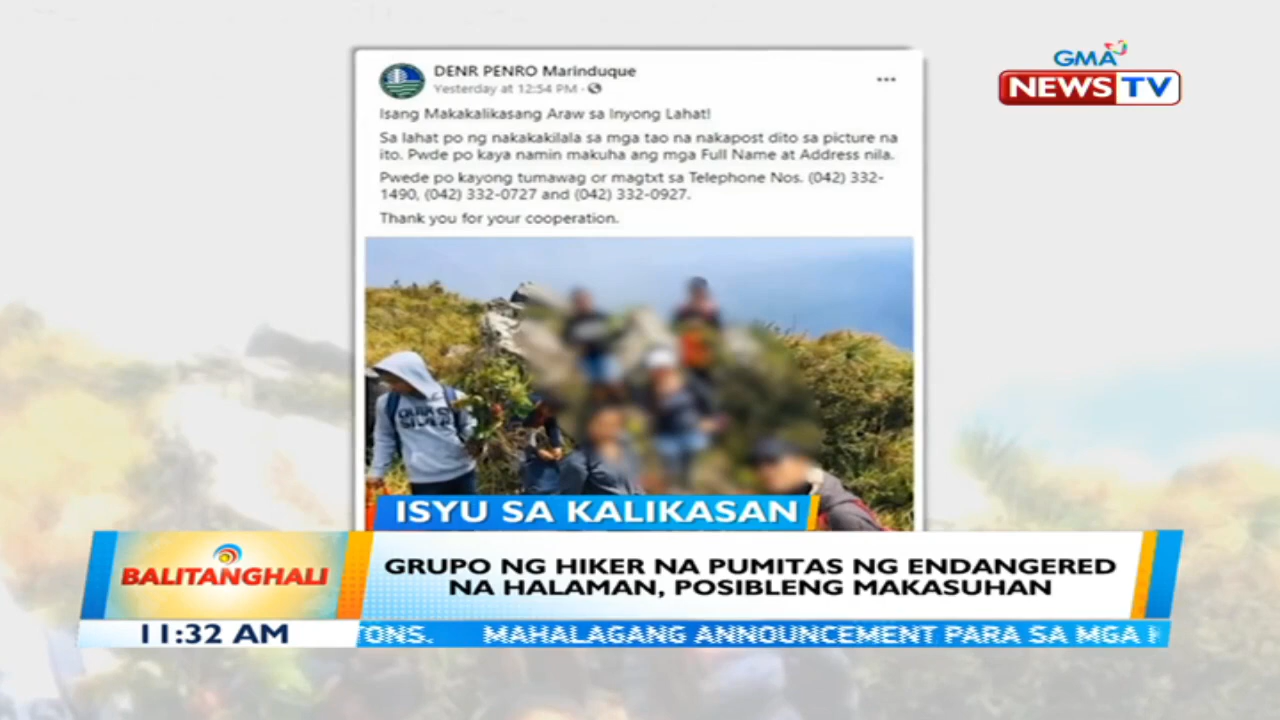 GMA
NEWS TV
DENR PENRO Marinduque
Yesterday at 12:54 PM ·
Isang Makakalikasang Araw sa Inyong Lahat!
Sa lahat po ng nakakakilala sa mga tao na nakapost dito sa picture na
ito. Pwde po kaya namin makuha ang mga Full Name at Address nila.
Pwede po kayong tumawag or magtxt sa Telephone Nos. (042) 332-
1490, (042) 332-0727 and (042) 332-0927.
Thank you for your cooperation.
ISYU SA KALIKASAN
BALITANGHALI
GRUPO NG HIKER NA PUMITAS NG ENDANGERED
NA HALAMAN, POSIBLENG MAKASUHAN
11:32 AM
TONS. MAHALAGANG ANNOUNCEMENT PARA SA MGA